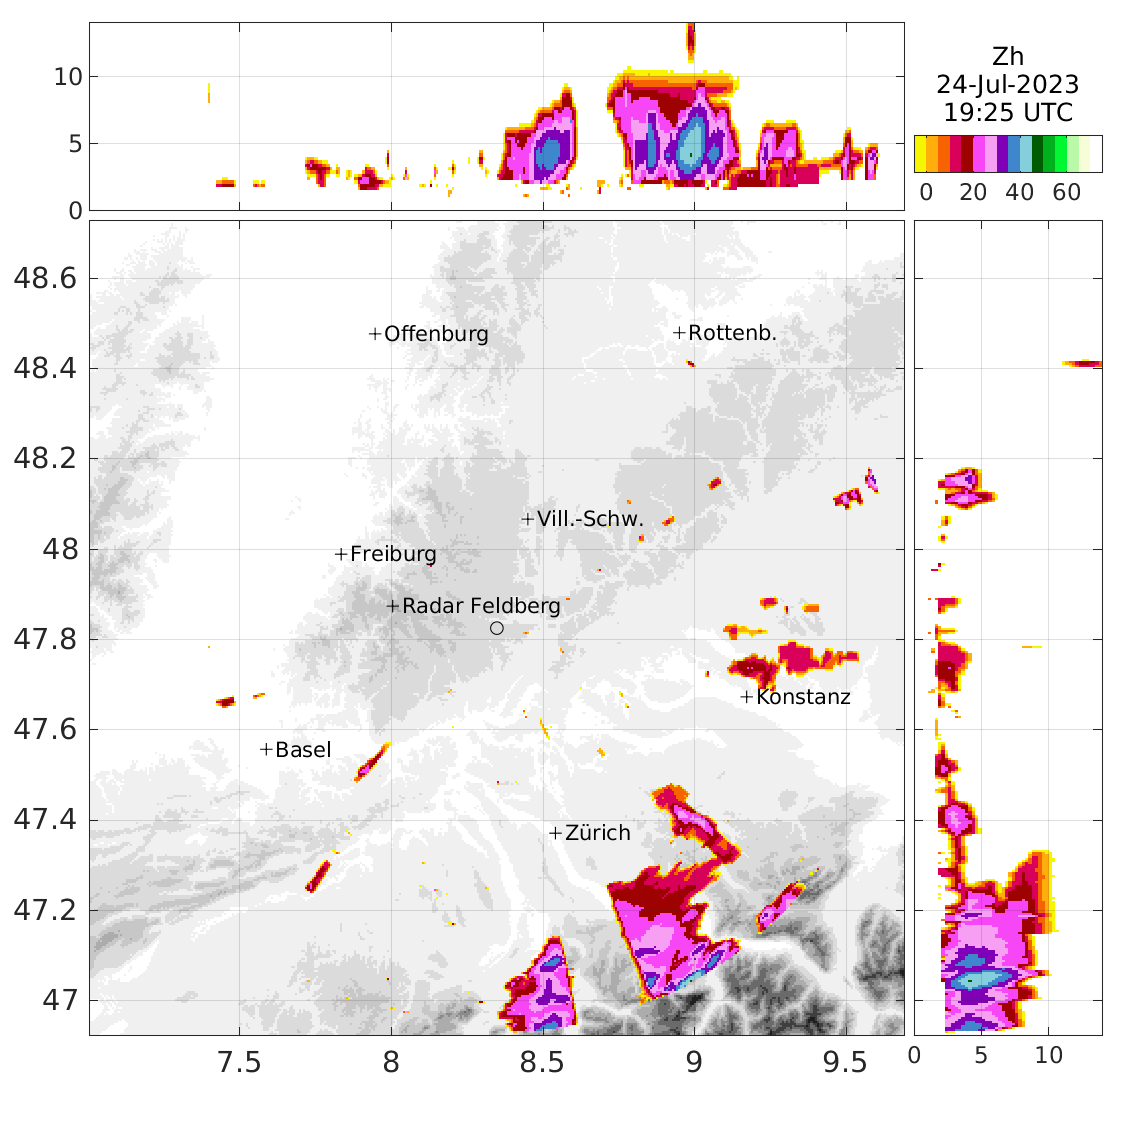 10
5
0
Zh
24-Jul-2023
19:25 UTC
0 20 40 60
48.6
48.4
48.2
48
47.8
47.6
47.4
47.2
47
+Offenburg
+Rottenb.
+Vill.-Schw.
+Freiburg
+Radar Feldberg
+Konstanz
+Basel
+Zürich
7.5 8 8.5 9 9.5
0 5 10